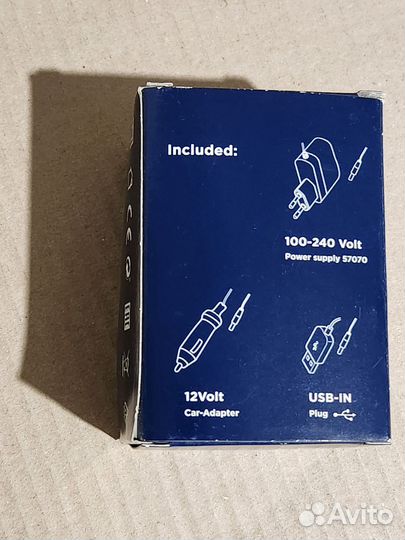 Included:
100-240 Volt
Power supply 57070
12Volt
Car-Adapter
USB-IN
Plug
Avito